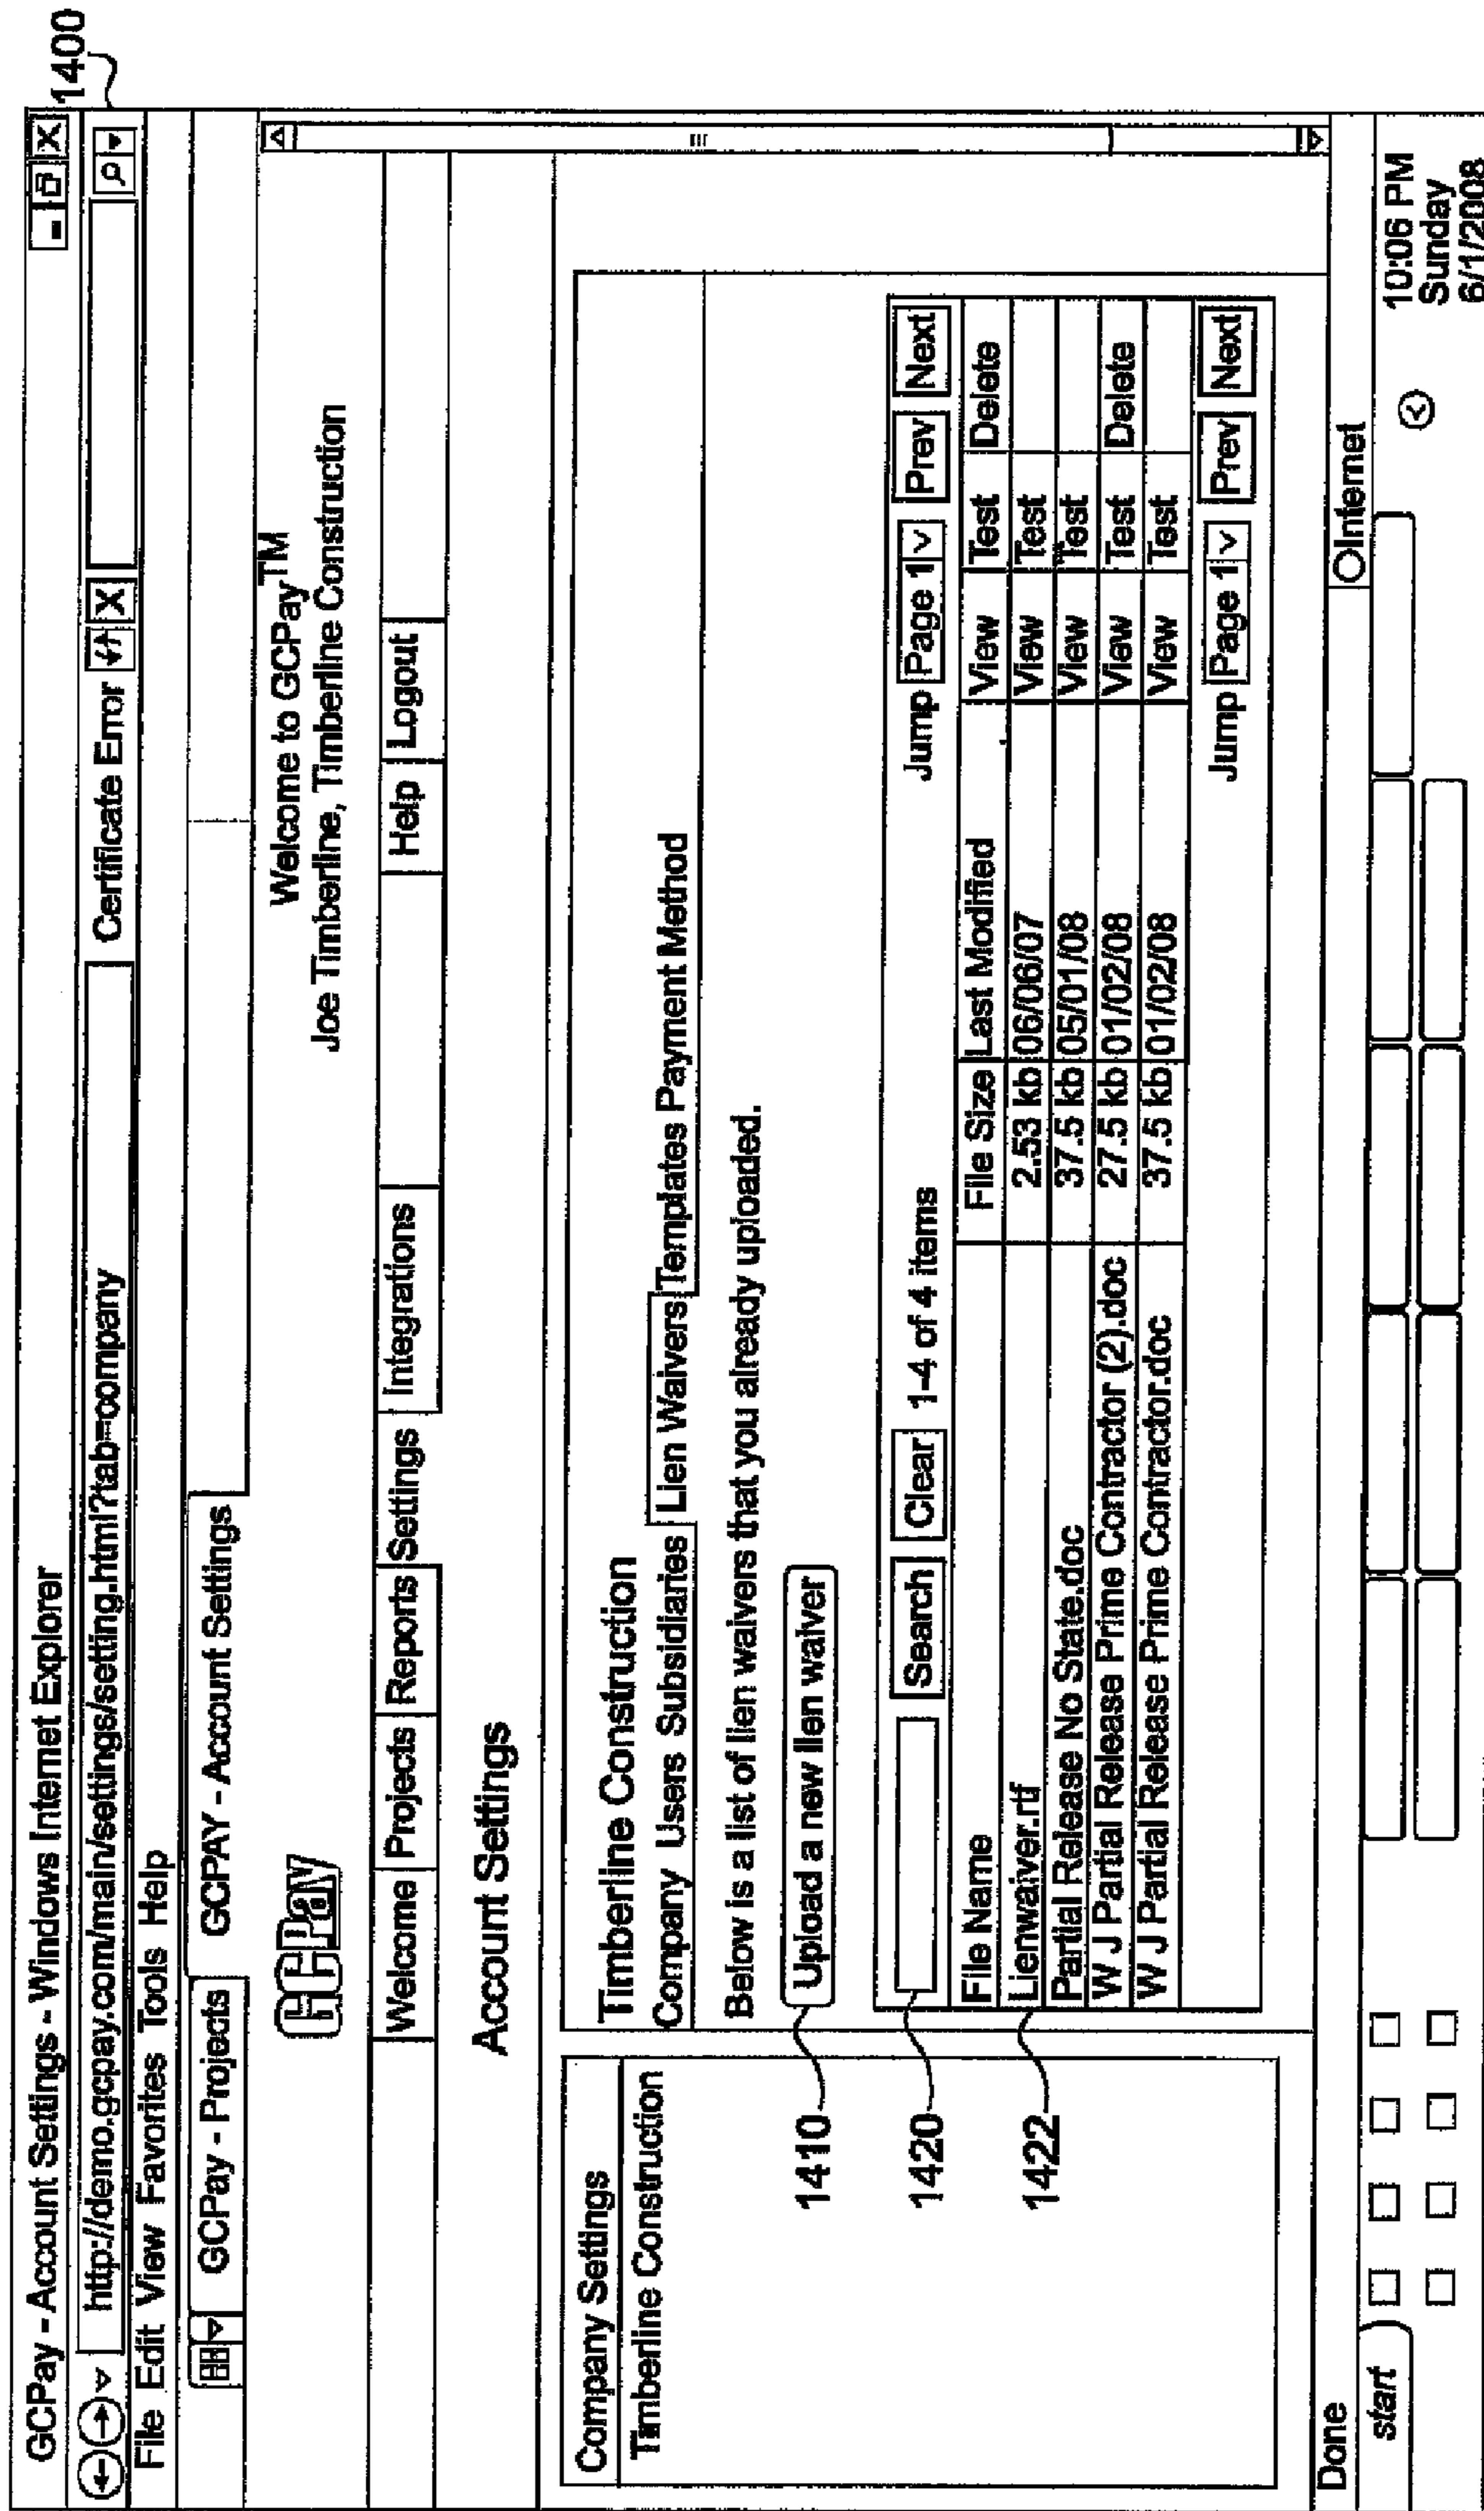 1400
GCPay - Account Settings - Windows Internet Explorer
http://demo.gcpay.com/main/settings/setting.html?tab=company Certificate Error
File Edit View Favorites Tools Help
GCPay - Projects GCPAY - Account Settings
GCPay
Welcome to GCPay™
Joe Timberline, Timberline Construction
Welcome Projects Reports Settings Integrations Help Logout
Account Settings
Company Settings
Timberline Construction
Timberline Construction
Company Users Subsidiaries Lien Waivers Templates Payment Method
Below is a list of lien waivers that you already uploaded.
1410
Upload a new lien waiver
1420
Search Clear 1-4 of 4 items Jump Page 1 Prev Next
File Name File Size Last Modified View Test Delete
1422
Lienwaiver.rtf 2.53 kb 06/06/07 View Test
Partial Release No State.doc 37.5 kb 05/01/08 View Test
W J Partial Release Prime Contractor (2).doc 27.5 kb 01/02/08 View Test Delete
W J Partial Release Prime Contractor.doc 37.5 kb 01/02/08 View Test
Jump Page 1 Prev Next
Done Internet
start
10:06 PM
Sunday
6/1/2008